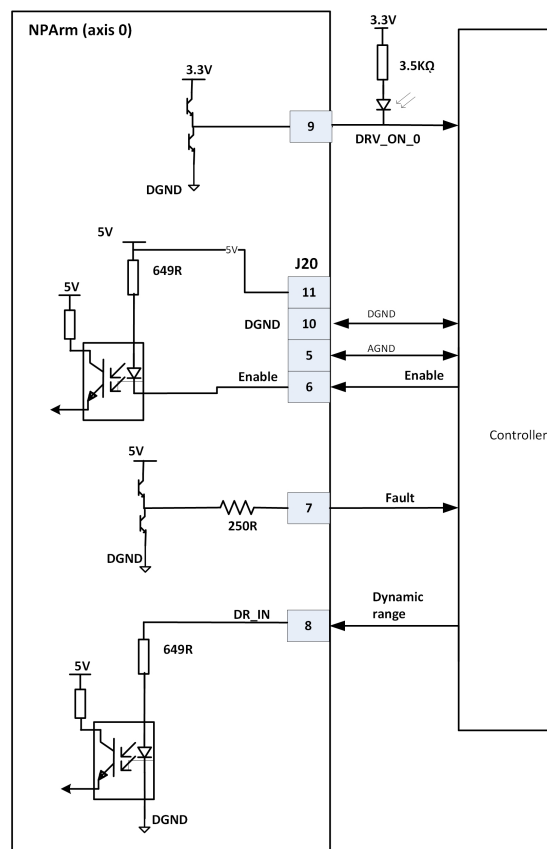 NPArm (axis 0)
3.3V
3.3V
3.5KΩ
9
DRV_ON_0
DGND
5V
5V
649R
J20
5V
11
DGND
10
DGND
5
AGND
Enable
6
Enable
Controller
5V
7
Fault
250R
DGND
Dynamic
range
DR_IN
8
649R
5V
DGND